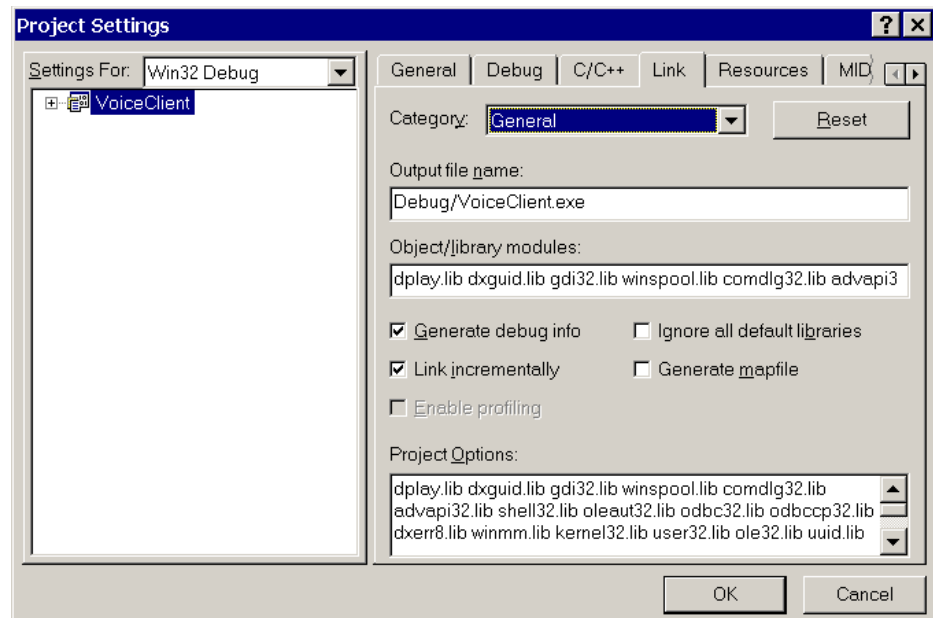 Project Settings
Settings For: Win32 Debug
VoiceClient
General Debug C/C++ Link Resources MID
Category: General Reset
Output file name:
Debug/VoiceClient.exe
Object/library modules:
dplay.lib dxguid.lib gdi32.lib winspool.lib comdlg32.lib advapi3
Generate debug info Ignore all default libraries
Link incrementally Generate mapfile
Enable profiling
Project Options:
dplay.lib dxguid.lib gdi32.lib winspool.lib comdlg32.lib
advapi32.lib shell32.lib oleaut32.lib odbc32.lib odbccp32.lib
dxerr8.lib winmm.lib kernel32.lib user32.lib ole32.lib uuid.lib
OK Cancel